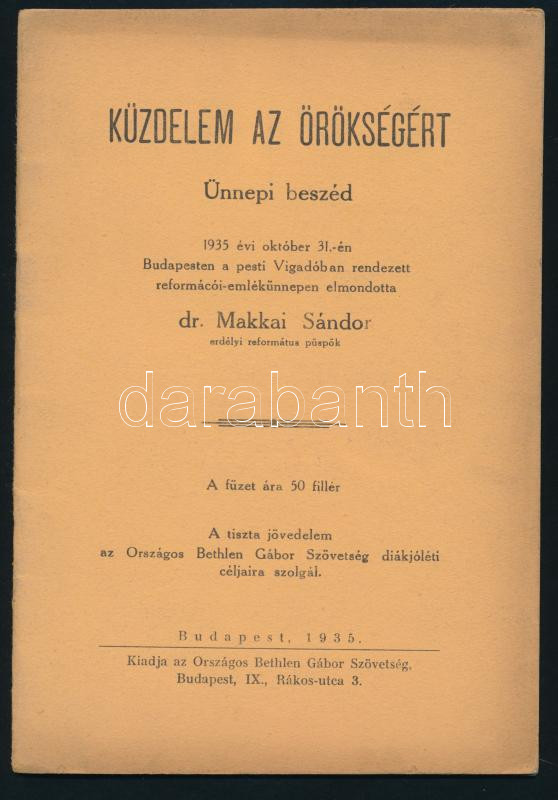 KÜZDELEM AZ ÖRÖKSÉGÉRT
Ünnepi beszéd
1935 évi október 31.-én
Budapesten a pesti Vigadóban rendezett
reformácói-emlékünnepen elmondotta
dr. Makkai Sándor
erdélyi református püspök
darabanth
A füzet ára 50 fillér
A tiszta jövedelem
az Országos Bethlen Gábor Szövetség diákjóléti
céljaira szolgál.
Budapest, 1935.
Kiadja az Országos Bethlen Gábor Szövetség,
Budapest, IX., Rákos-utca 3.